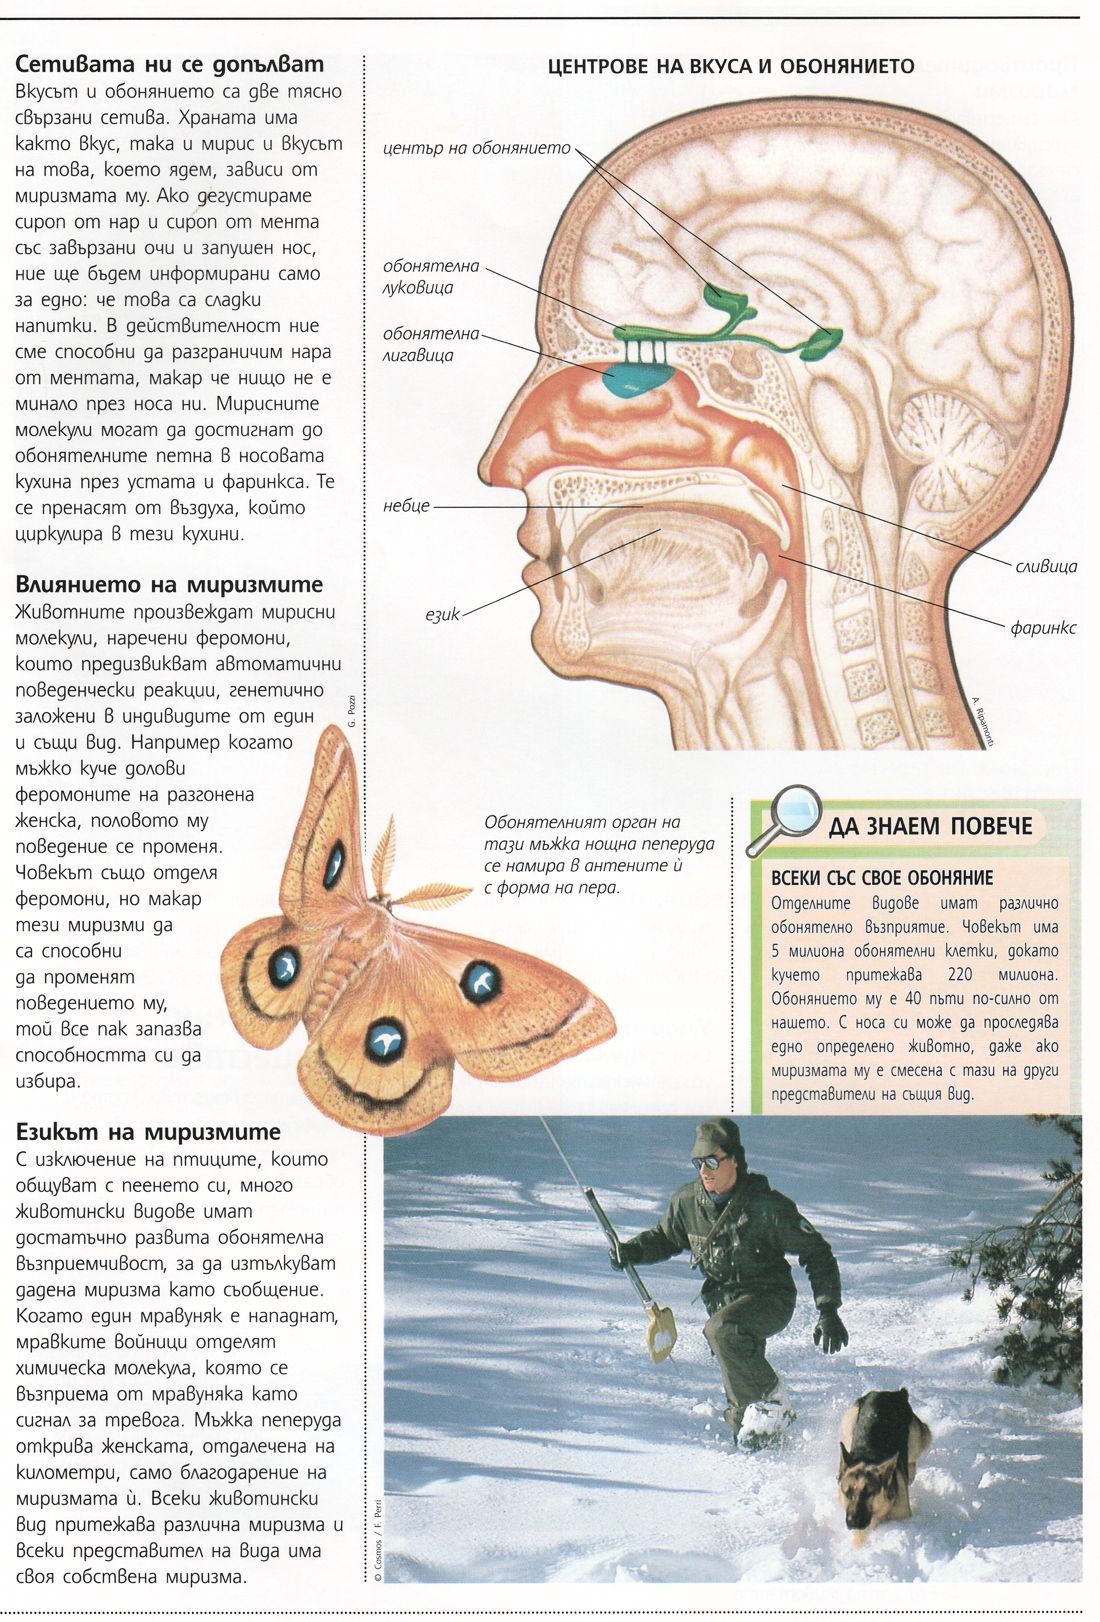 Сетивата ни се допълват
Вкусът и обонянието са две тясно
свързани сетива. Храната има
както вкус, така и мирис и вкусът
на това, което ядем, зависи от
миризмата му. Ако дегустираме
сироп от нар и сироп от мента
със завързани очи и запушен нос,
ние ще бъдем информирани само
за едно: че това са сладки
напитки. В действителност ние
сме способни да разграничим нара
от ментата, макар че нищо не е
минало през носа ни. Мирисните
молекули могат да достигнат до
обонятелните петна в носовата
кухина през устата и фаринкса. Те
се пренасят от въздуха, който
циркулира в тези кухини.
Влиянието на миризмите
Животните произвеждат мирисни
молекули, наречени феромони,
които предизвикват автоматични
поведенчески реакции, генетично
заложени в индивидите от един
и същи вид. Например когато
мъжко куче долови
феромоните на разгонена
женска, половото му
поведение се променя.
Човекът също отделя
феромони, но макар
тези миризми да
са способни
да променят
поведението му,
той все пак запазва
способността си да
избира.
Езикът на миризмите
С изключение на птиците, които
общуват с пеенето си, много
животински видове имат
достатъчно развита обонятелна
възприемчивост, за да изтълкуват
дадена миризма като съобщение.
Когато един мравуняк е нападнат,
мравките войници отделят
химическа молекула, която се
възприема от мравуняка като
сигнал за тревога. Мъжка пеперуда
открива женската, отдалечена на
километри, само благодарение на
миризмата ѝ. Всеки животински
вид притежава различна миризма и
всеки представител на вида има
своя собствена миризма.
ЦЕНТРОВЕ НА ВКУСА И ОБОНЯНИЕТО
център на обонянието
обонятелна
луковица
обонятелна
лигавица
небце
език
сливица
фаринкс
G. Pozzi
A. Ripamonti
Обонятелният орган на
тази мъжка нощна пеперуда
се намира в антените ѝ
с форма на пера.
ДА ЗНАЕМ ПОВЕЧЕ
ВСЕКИ СЪС СВОЕ ОБОНЯНИЕ
Отделните видове имат различно
обонятелно възприятие. Човекът има
5 милиона обонятелни клетки, докато
кучето притежава 220 милиона.
Обонянието му е 40 пъти по-силно от
нашето. С носа си може да проследява
едно определено животно, даже ако
миризмата му е смесена с тази на други
представители на същия вид.
© Cosmos / F. Perri